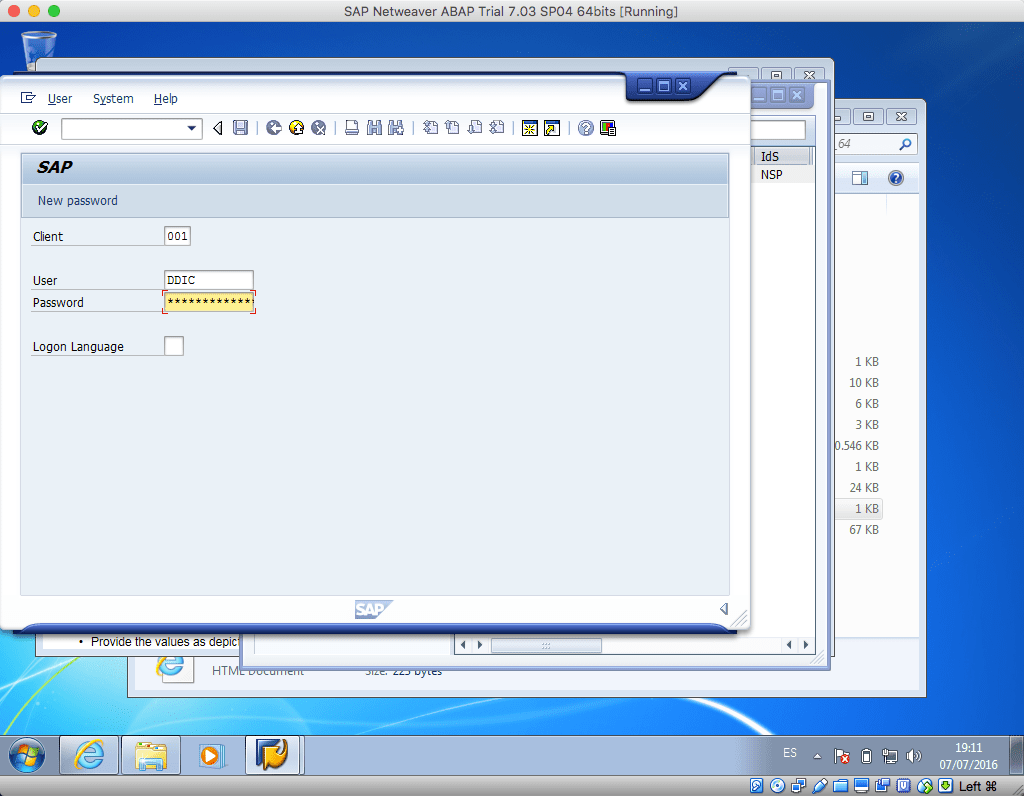 SAP Netweaver ABAP Trial 7.03 SP04 64bits [Running]
User System Help
SAP
New password
Client 001
User DDIC
Password *************
Logon Language
IdS
NSP
_64
1 KB
10 KB
6 KB
3 KB
0.546 KB
1 KB
24 KB
1 KB
67 KB
SAP
• Provide the values as depict
HTML Document Size: 225 bytes
ES 19:11
07/07/2016
Left ⌘